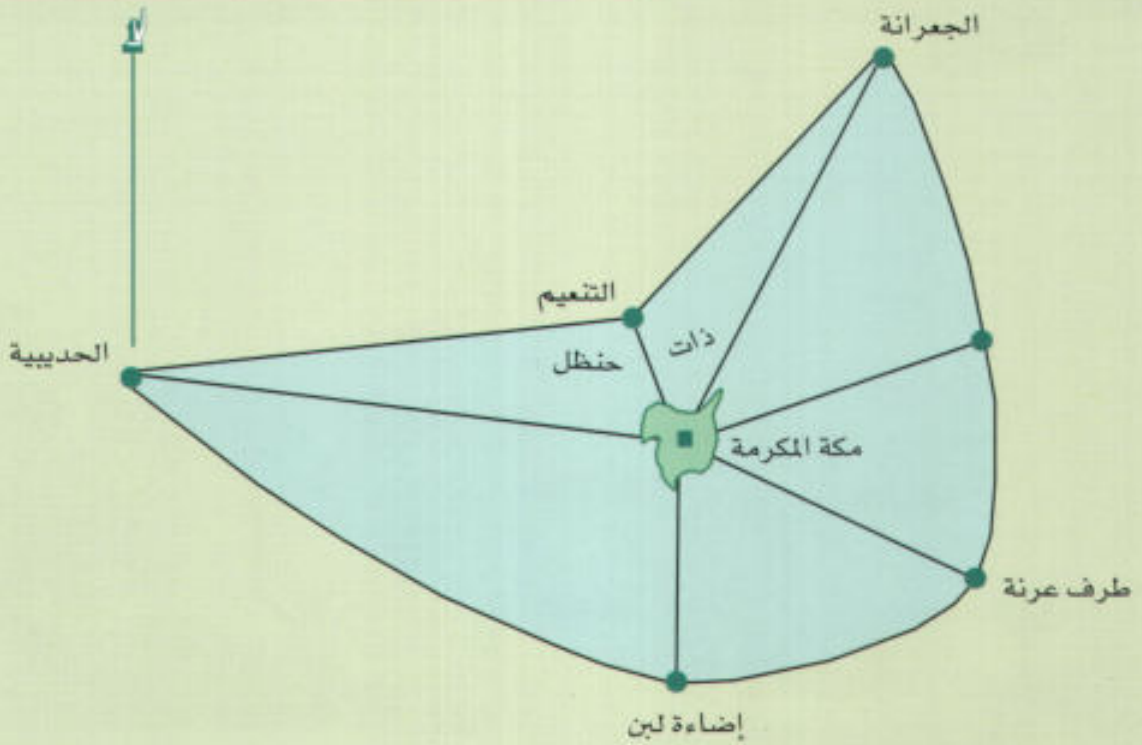 الجعرانة
التنعيم
ذات
حنظل
الحديبية
مكة المكرمة
طرف عرنة
إضاءة لبن